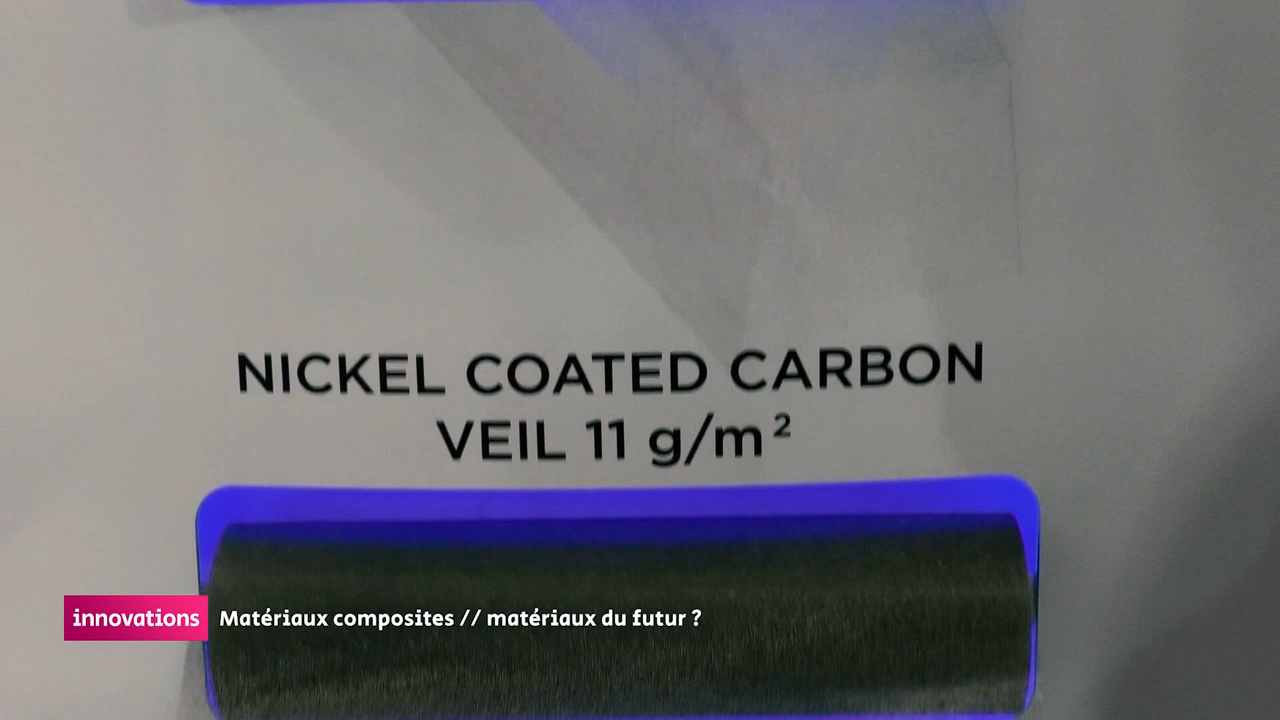 NICKEL COATED CARBON
VEIL 11 g/m²
innovations Matériaux composites // matériaux du futur ?